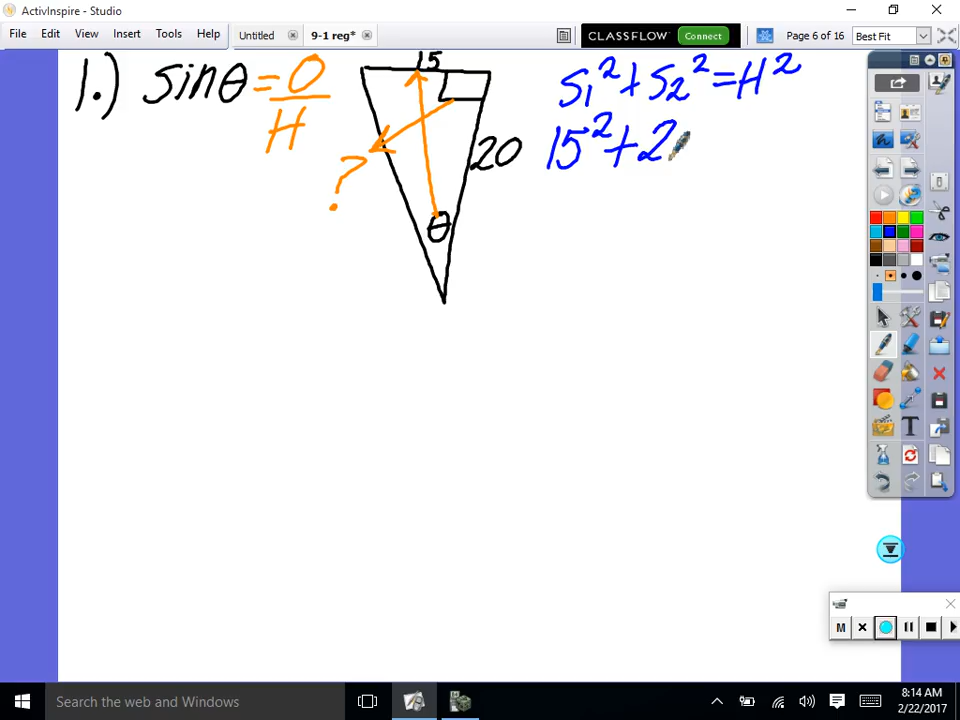 ActivInspire - Studio
File Edit View Insert Tools Help Untitled 9-1 reg* CLASSFLOW Connect Page 6 of 16 Best Fit
1.) sinθ = O/H
15
20
θ
?
S₁² + S₂² = H²
15² + 2
M
Search the web and Windows
8:14 AM
2/22/2017